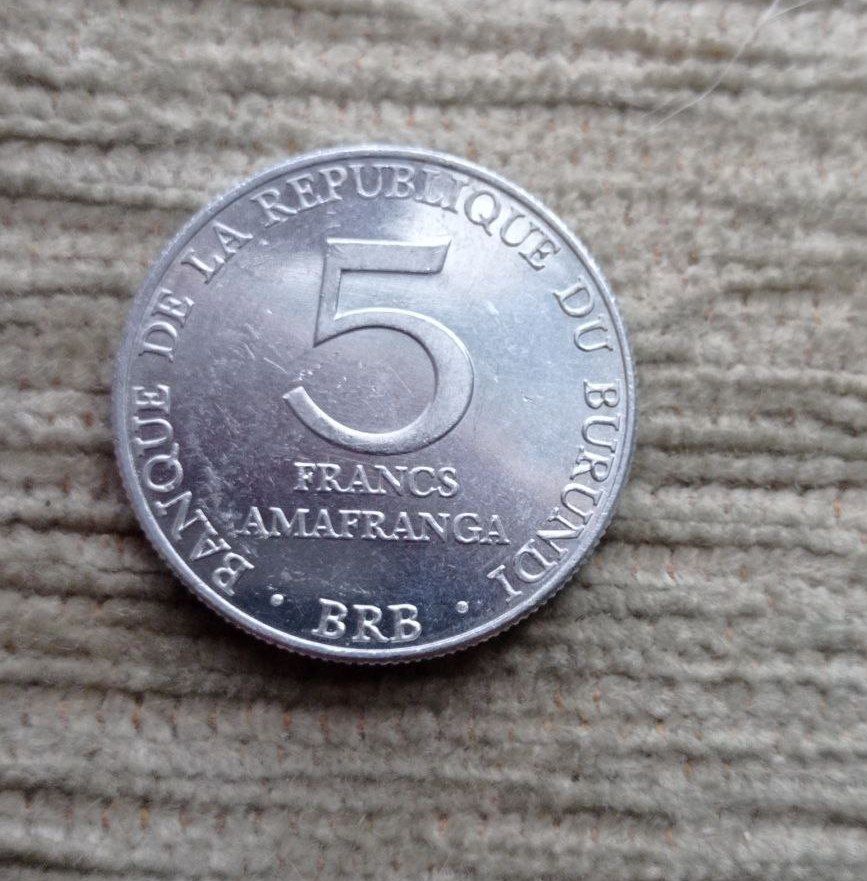 BANQUE DE LA REPUBLIQUE DU BURUNDI
5
FRANCS
AMAFRANGA
• BRB •